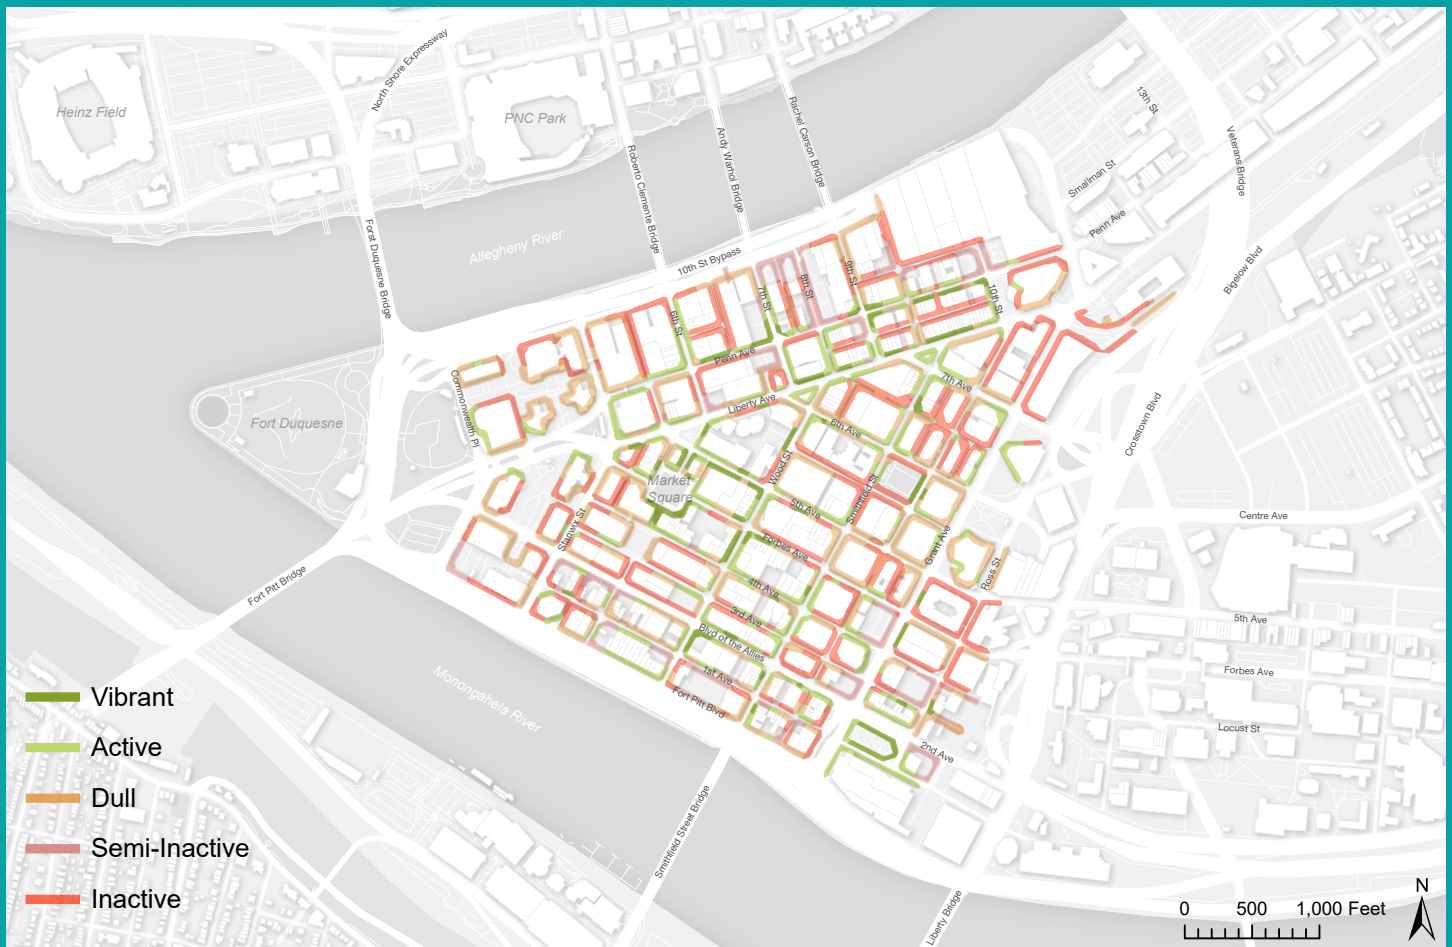 North Shore Expressway
Heinz Field
PNC Park
13th St
Rachel Carson Bridge
Andy Warhol Bridge
Roberto Clemente Bridge
Veterans Bridge
Smallman St
Penn Ave
Forst Duquesne Bridge
Allegheny River
10th St Bypass
Bigelow Blvd
9th St
8th St
7th St
10th St
6th St
Penn Ave
Commonwealth Pl
7th Ave
Liberty Ave
Fort Duquesne
6th Ave
Crosstown Blvd
Wood St
Market
Square
Smithfield St
5th Ave
Centre Ave
Stanwix St
Forbes Ave
Grant Ave
Ross St
Fort Pitt Bridge
4th Ave
3rd Ave
5th Ave
Blvd of the Allies
1st Ave
Forbes Ave
Fort Pitt Blvd
Monongahela River
Locust St
2nd Ave
Smithfield Street Bridge
Liberty Bridge
Vibrant
Active
Dull
Semi-Inactive
Inactive
N
0 500 1,000 Feet